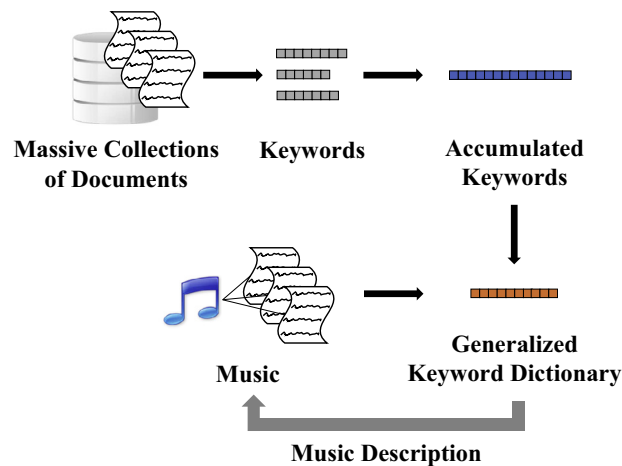 Massive Collections
of Documents
Keywords
Accumulated
Keywords
Music
Generalized
Keyword Dictionary
Music Description